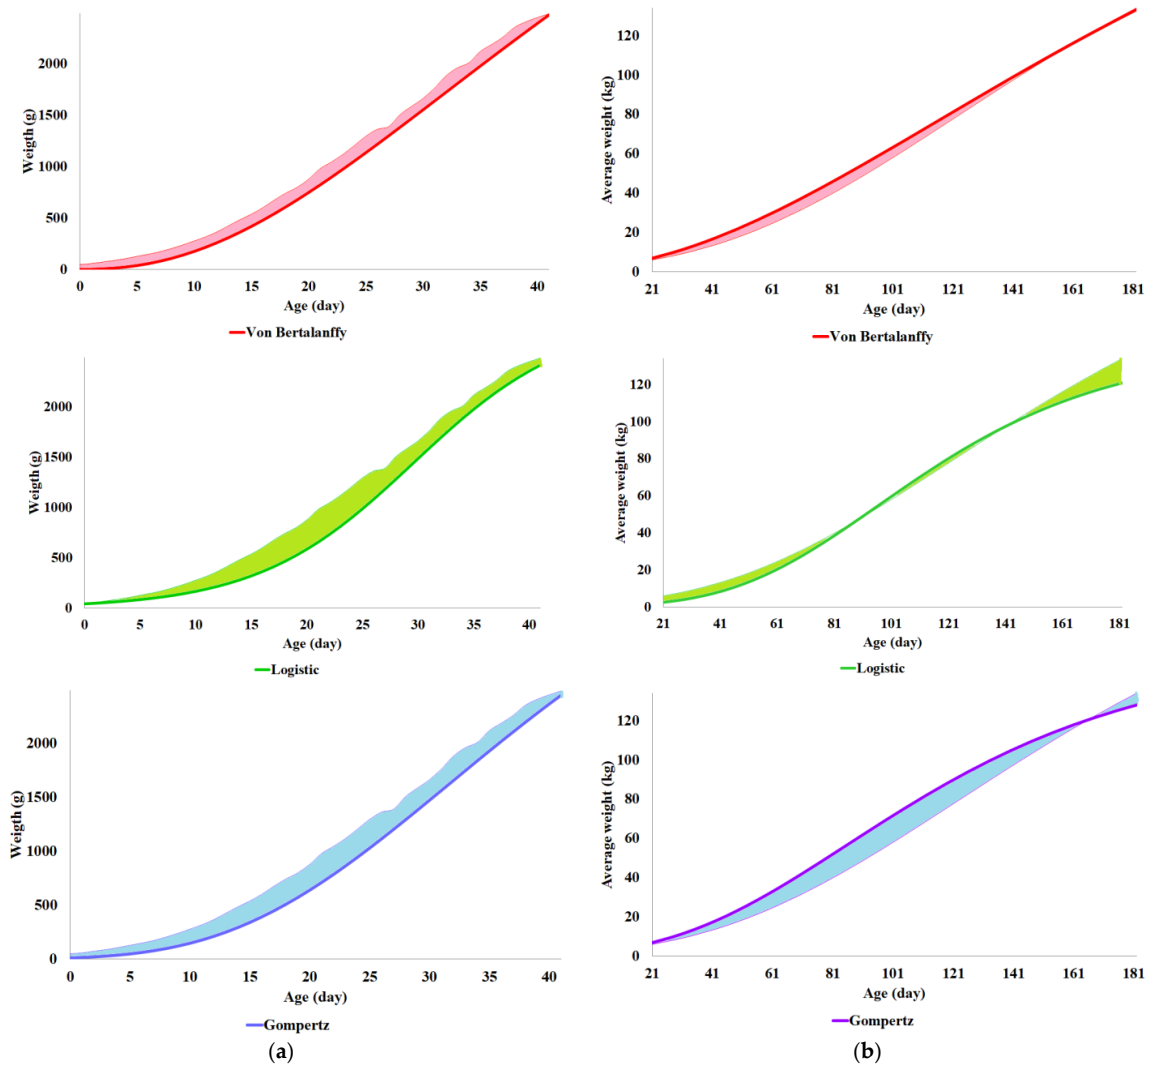 Weigth (g)
2000
1500
1000
500
0
0 5 10 15 20 25 30 35 40
Age (day)
Von Bertalanffy
Average weight (kg)
120
100
80
60
40
20
0
21 41 61 81 101 121 141 161 181
Age (day)
Von Bertalanffy
Weigth (g)
2000
1500
1000
500
0
0 5 10 15 20 25 30 35 40
Age (day)
Logistic
Average weight (kg)
120
100
80
60
40
20
0
21 41 61 81 101 121 141 161 181
Age (day)
Logistic
Weigth (g)
2000
1500
1000
500
0
0 5 10 15 20 25 30 35 40
Age (day)
Gompertz
Average weight (kg)
120
100
80
60
40
20
0
21 41 61 81 101 121 141 161 181
Age (day)
Gompertz
(a)
(b)